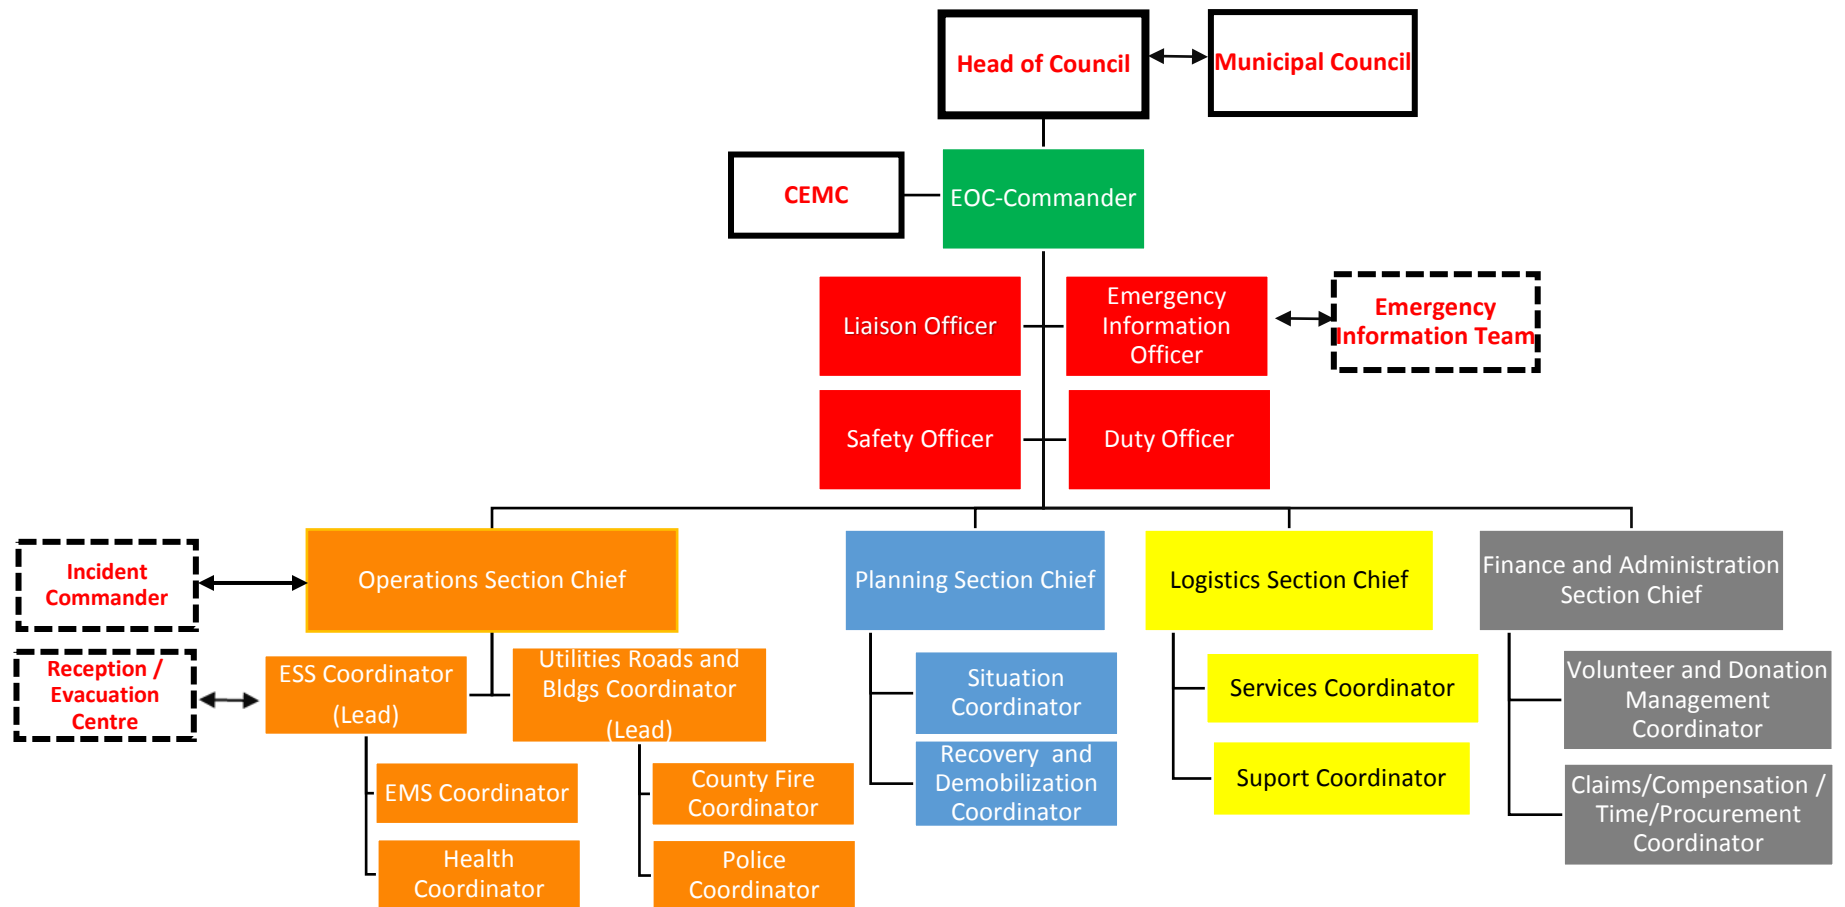 Head of Council
Municipal Council
CEMC
EOC-Commander
Liaison Officer
Emergency
Information
Officer
Emergency
Information Team
Safety Officer
Duty Officer
Incident
Commander
Operations Section Chief
Planning Section Chief
Logistics Section Chief
Finance and Administration
Section Chief
Reception /
Evacuation
Centre
ESS Coordinator
(Lead)
Utilities Roads and
Bldgs Coordinator
(Lead)
Situation
Coordinator
Services Coordinator
Volunteer and Donation
Management
Coordinator
EMS Coordinator
County Fire
Coordinator
Recovery and
Demobilization
Coordinator
Suport Coordinator
Claims/Compensation /
Time/Procurement
Coordinator
Health
Coordinator
Police
Coordinator